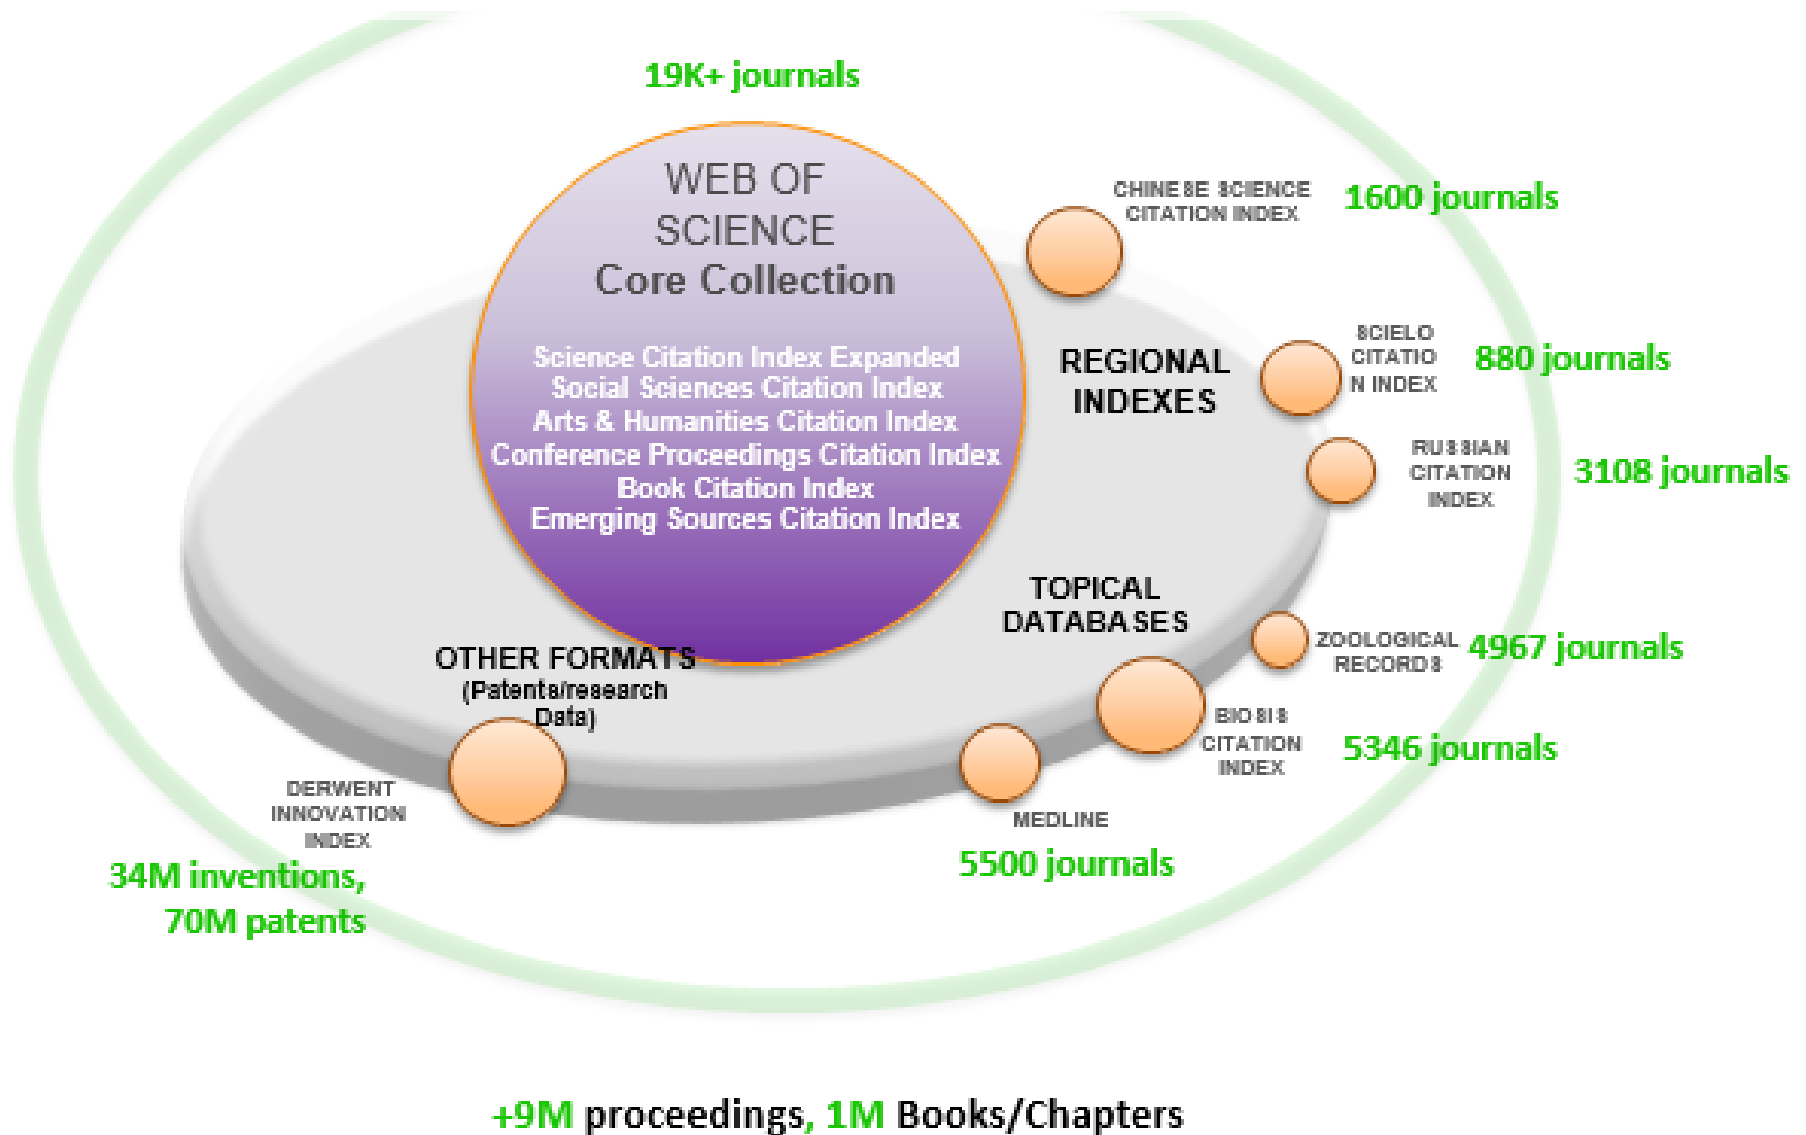 19K+ journals
WEB OF
SCIENCE
Core Collection
Science Citation Index Expanded
Social Sciences Citation Index
Arts & Humanities Citation Index
Conference Proceedings Citation Index
Book Citation Index
Emerging Sources Citation Index
CHINESE SCIENCE
CITATION INDEX
1600 journals
REGIONAL
INDEXES
SCIELO
CITATIO
N INDEX
880 journals
RUSSIAN
CITATION
INDEX
3108 journals
TOPICAL
DATABASES
ZOOLOGICAL
RECORDS
4967 journals
BIOSIS
CITATION
INDEX
5346 journals
MEDLINE
5500 journals
OTHER FORMATS
(Patents/research
Data)
DERWENT
INNOVATION
INDEX
34M inventions,
70M patents
+9M proceedings, 1M Books/Chapters